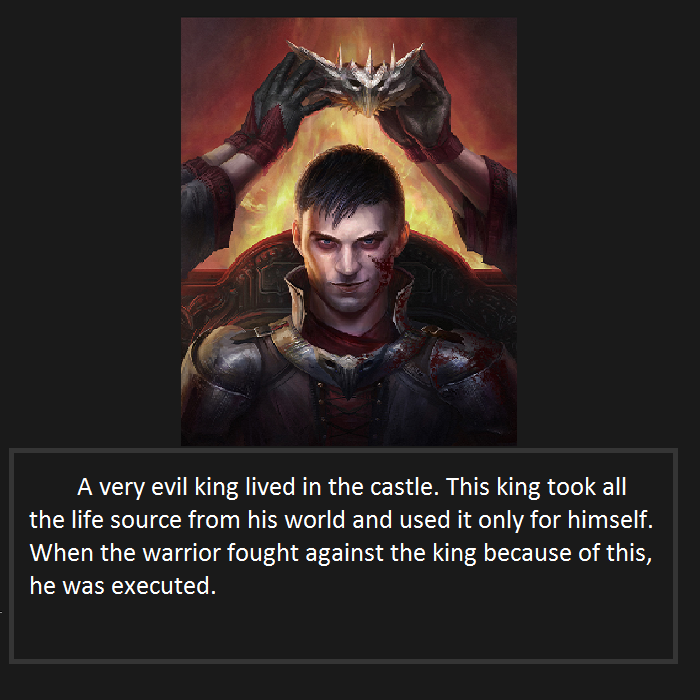 A very evil king lived in the castle. This king took all
the life source from his world and used it only for himself.
When the warrior fought against the king because of this,
he was executed.